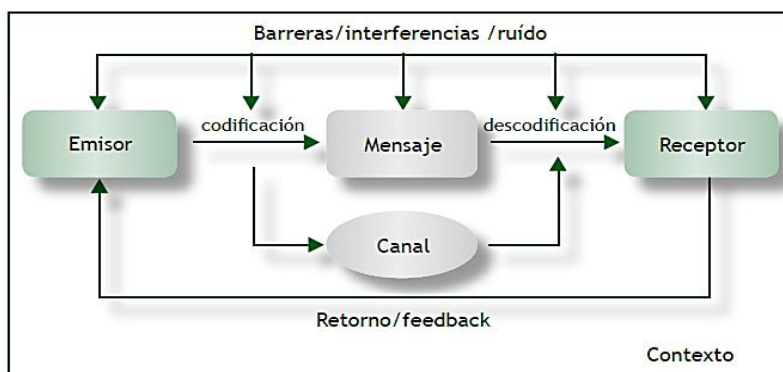 Barreras/interferencias /ruído
codificación
descodificación
Emisor
Mensaje
Receptor
Canal
Retorno/feedback
Contexto